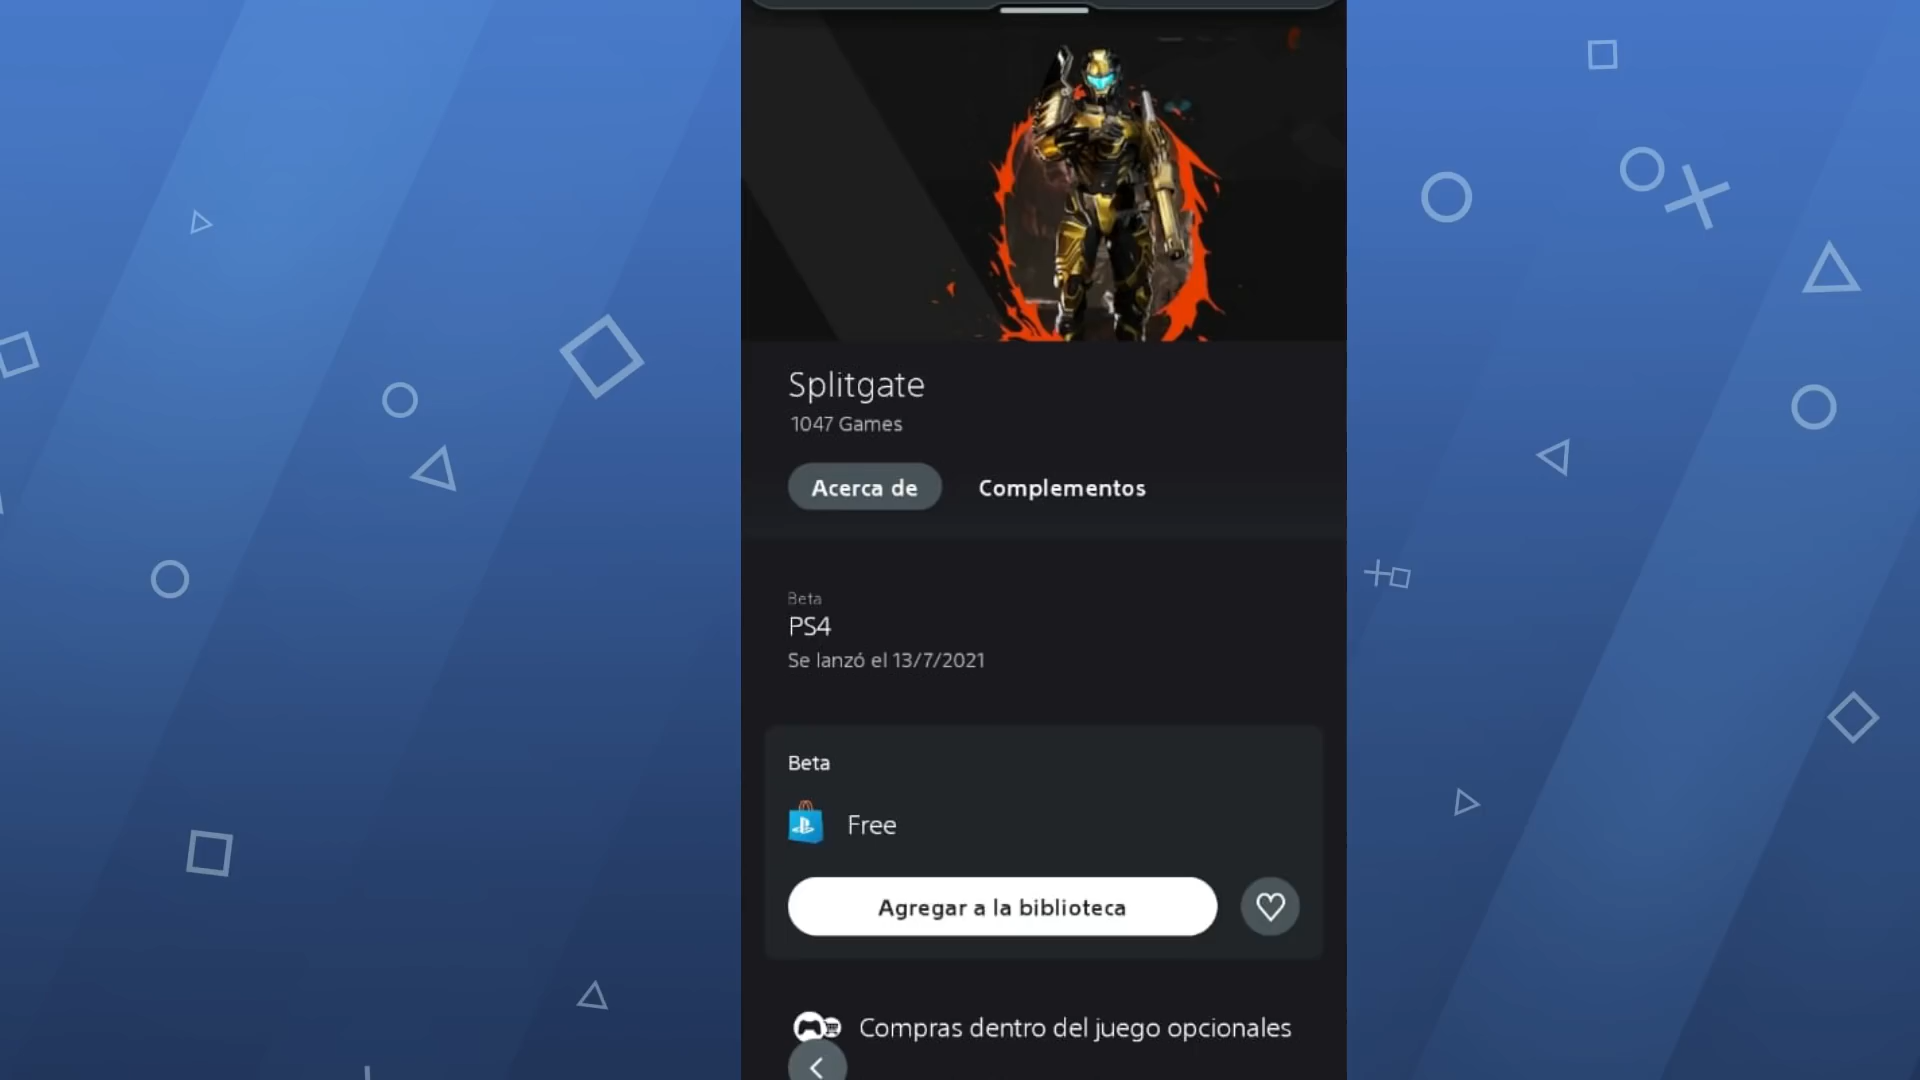 Splitgate
1047 Games
Acerca de
Complementos
Beta
PS4
Se lanzó el 13/7/2021
Beta
Free
Agregar a la biblioteca
Compras dentro del juego opcionales